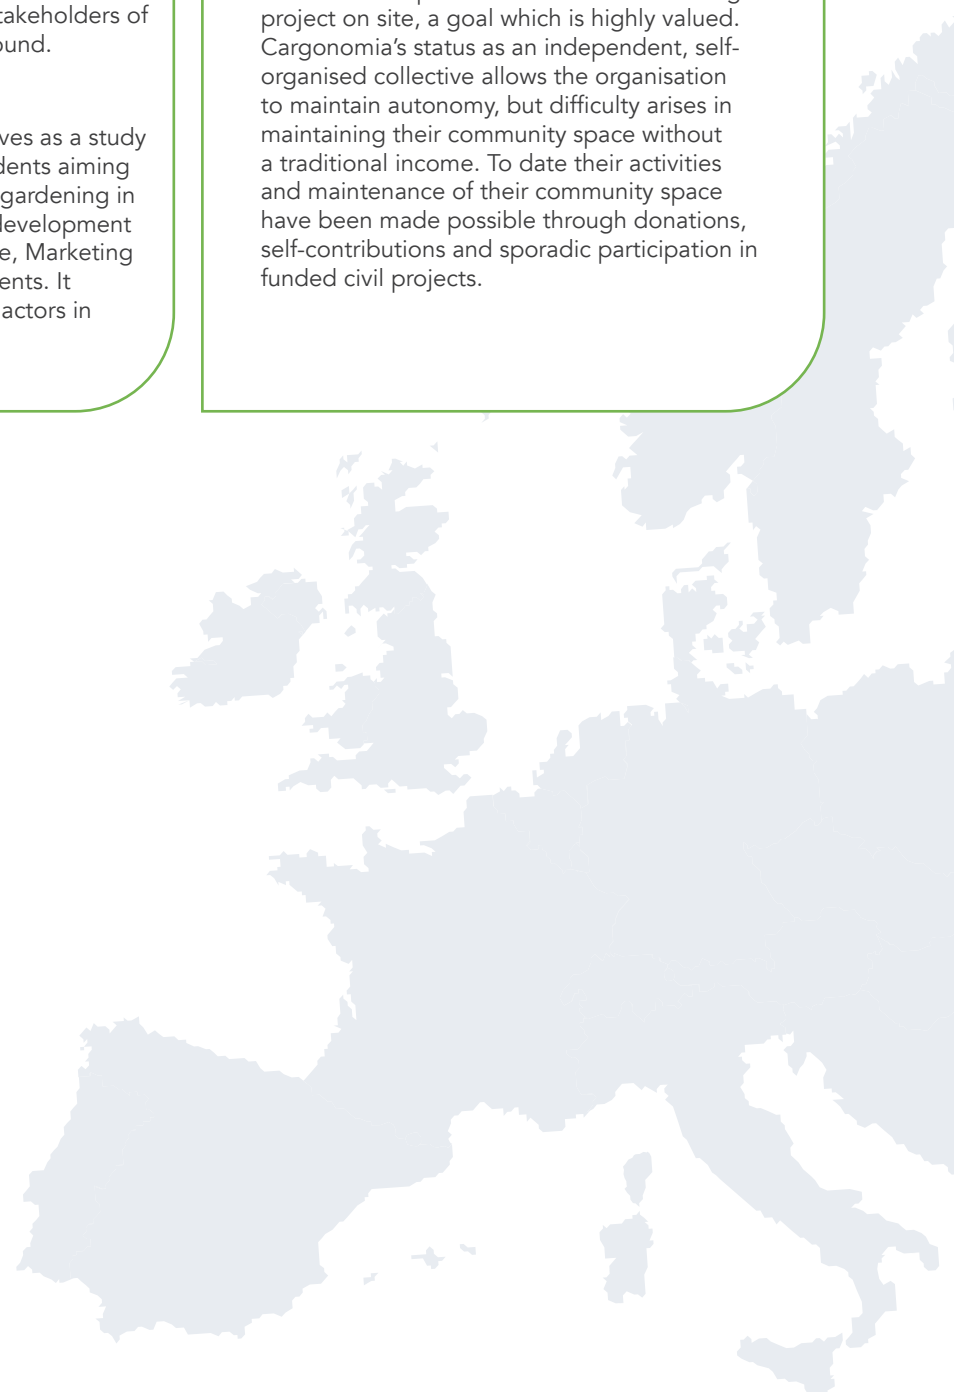 takeholders of
ound.
ves as a study
dents aiming
gardening in
development
e, Marketing
ents. It
actors in
project on site, a goal which is highly valued.
Cargonomia’s status as an independent, self-
organised collective allows the organisation
to maintain autonomy, but difficulty arises in
maintaining their community space without
a traditional income. To date their activities
and maintenance of their community space
have been made possible through donations,
self-contributions and sporadic participation in
funded civil projects.